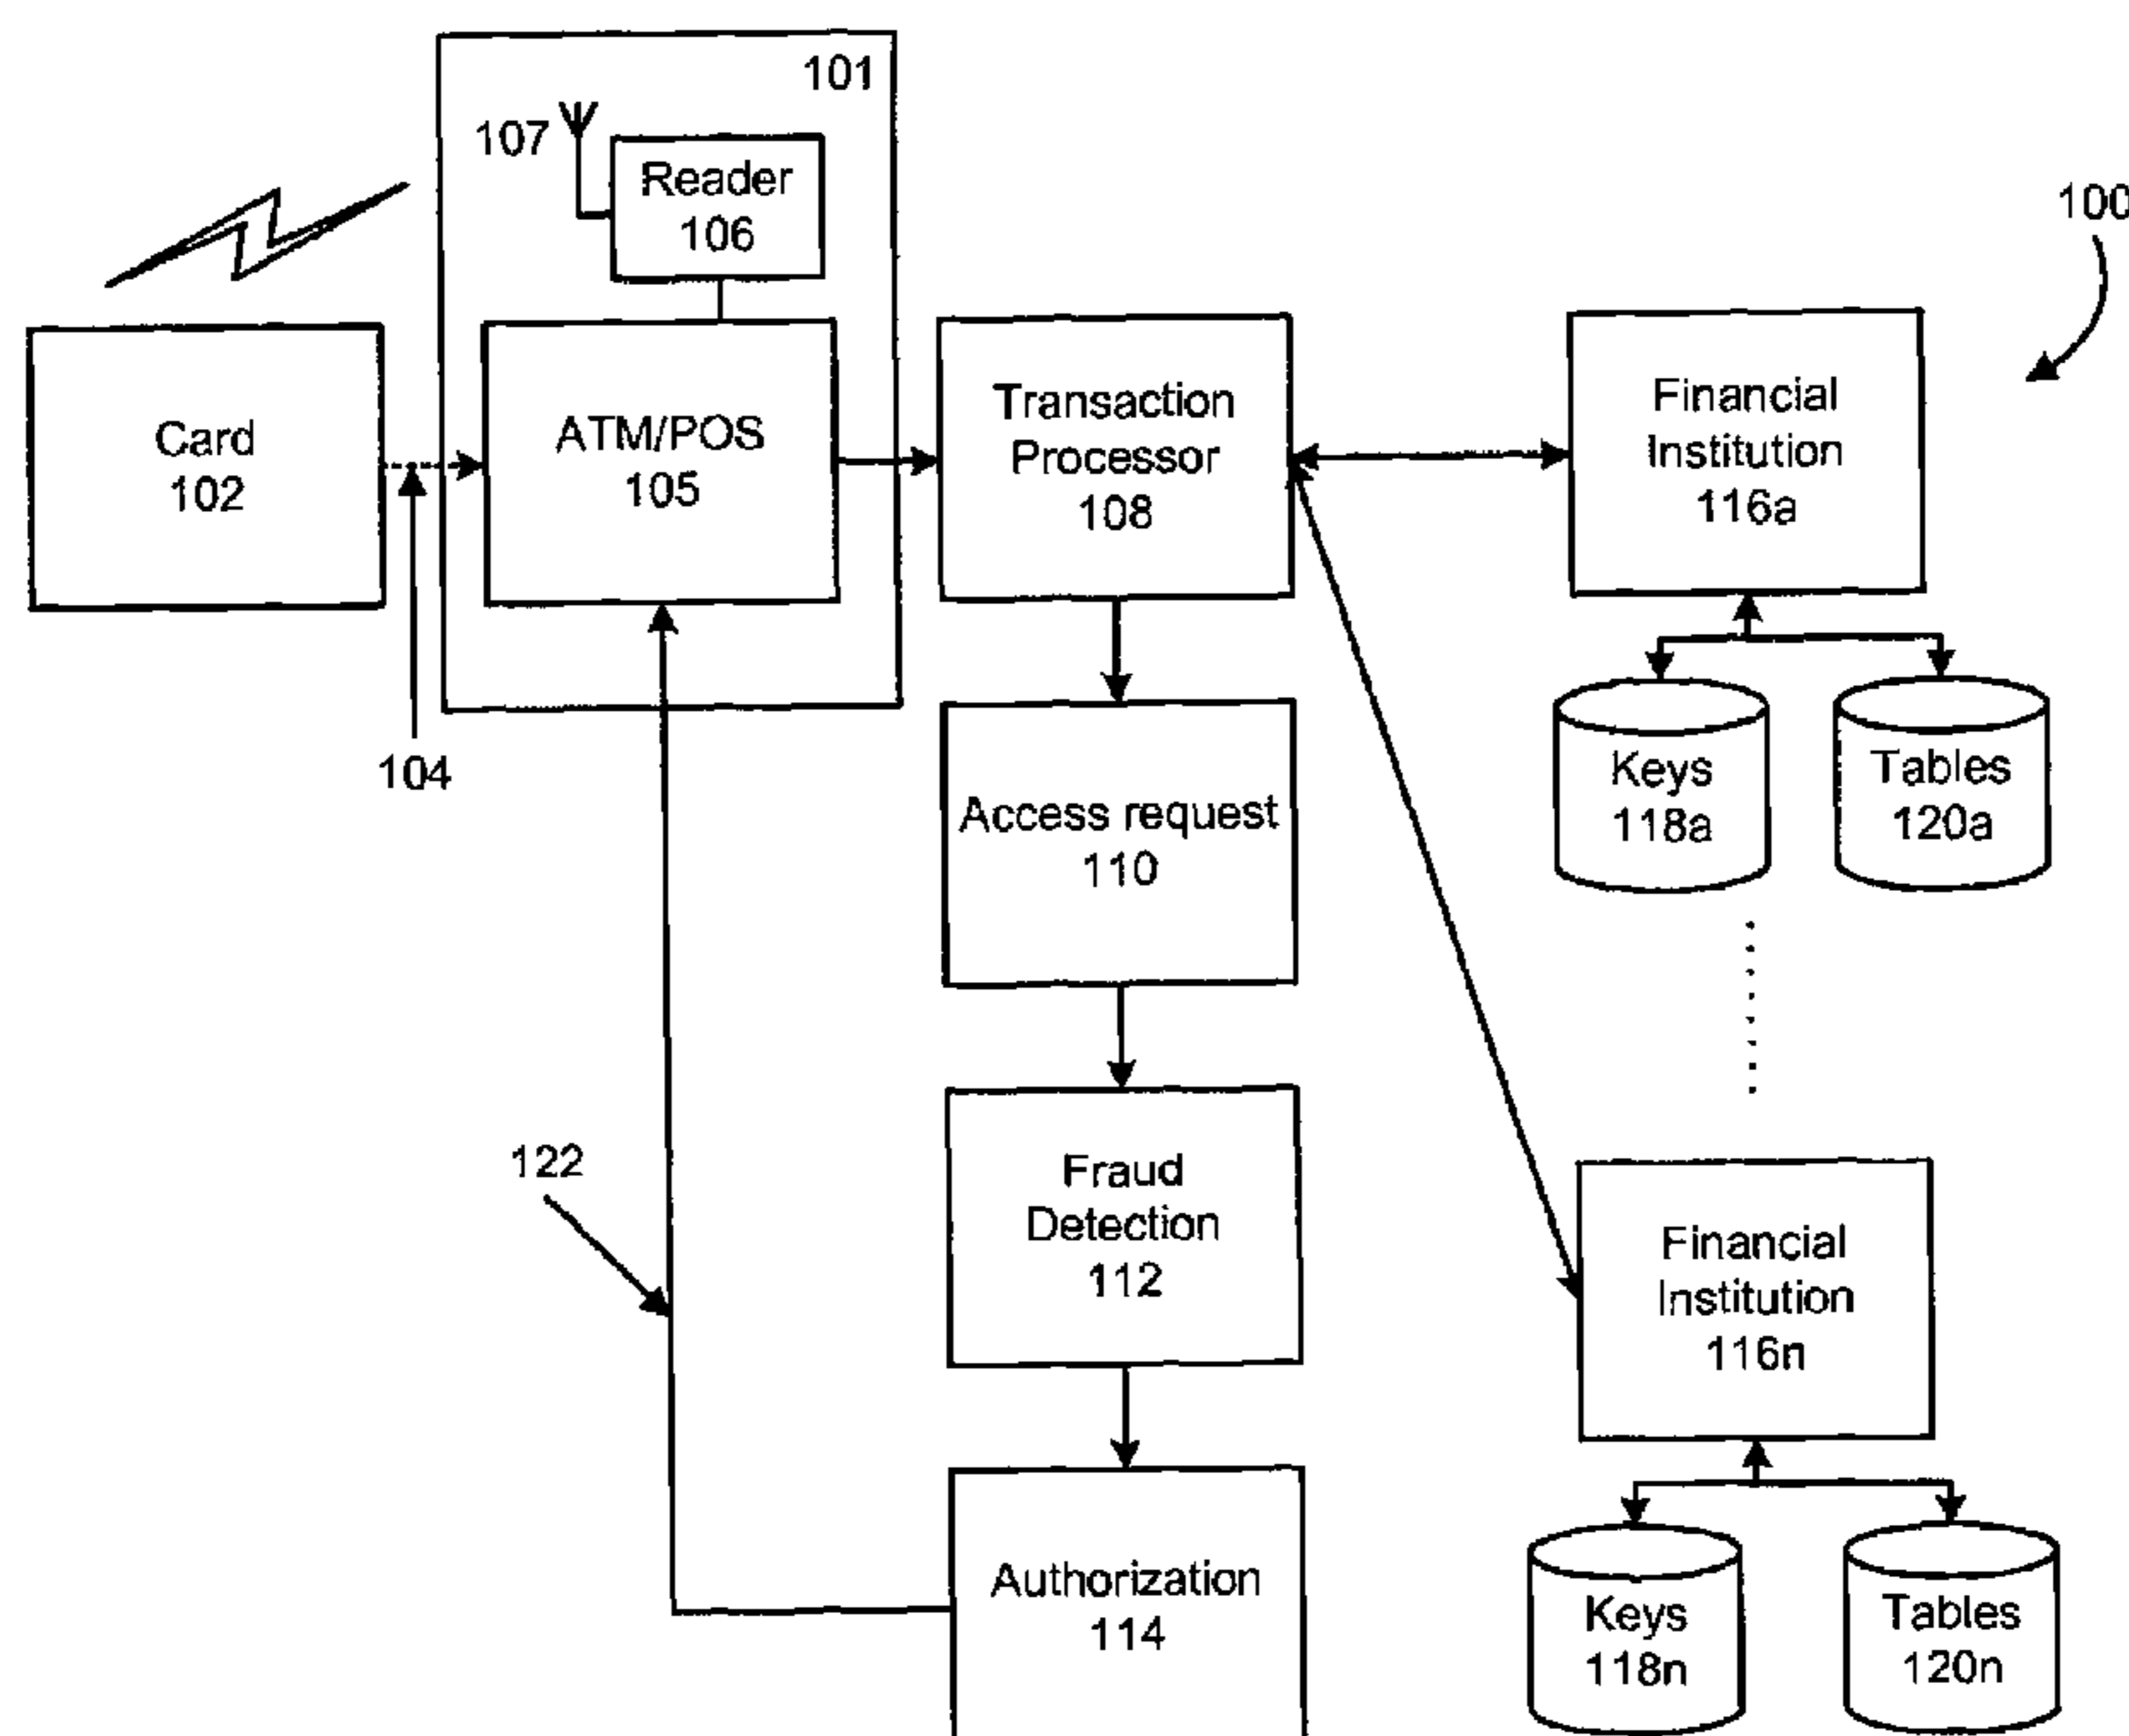 101
107
Reader
106
100
Card
102
ATM/POS
105
Transaction
Processor
108
Financial
Institution
116a
104
Access request
110
Keys
118a
Tables
120a
122
Fraud
Detection
112
Financial
Institution
116n
Authorization
114
Keys
118n
Tables
120n